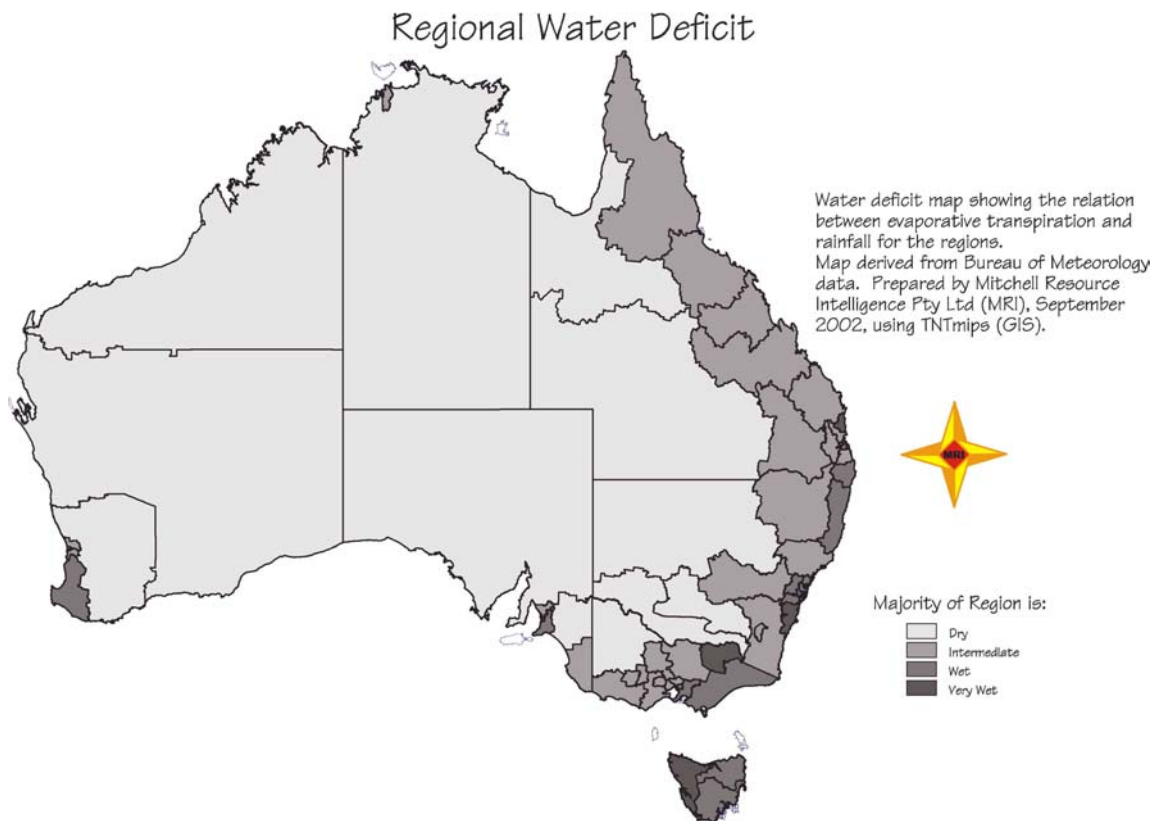 Regional Water Deficit
Water deficit map showing the relation
between evaporative transpiration and
rainfall for the regions.
Map derived from Bureau of Meteorology
data. Prepared by Mitchell Resource
Intelligence Pty Ltd (MRI), September
2002, using TNTmips (GIS).
MRI
Majority of Region is:
Dry
Intermediate
Wet
Very Wet